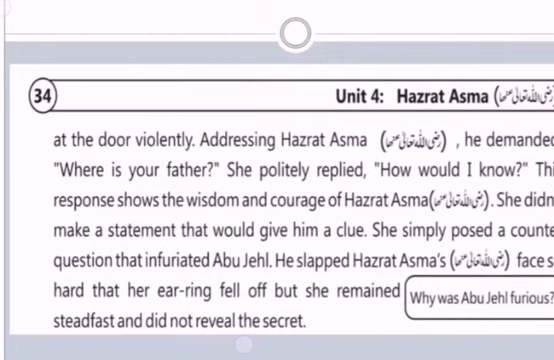 34
Unit 4: Hazrat Asma (رضی اللہ تعالیٰ عنہا)
at the door violently. Addressing Hazrat Asma (رضی اللہ تعالیٰ عنہا) , he demanded
"Where is your father?" She politely replied, "How would I know?" Thi
response shows the wisdom and courage of Hazrat Asma(رضی اللہ تعالیٰ عنہا). She didn
make a statement that would give him a clue. She simply posed a counte
question that infuriated Abu Jehl. He slapped Hazrat Asma's (رضی اللہ تعالیٰ عنہا) face s
hard that her ear-ring fell off but she remained
steadfast and did not reveal the secret.
Why was Abu Jehl furious?